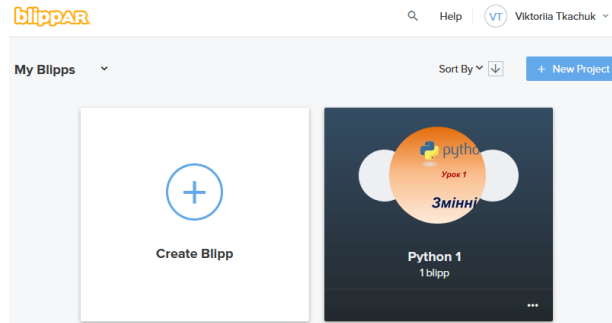 blippAR
Help
VT
Viktoriia Tkachuk
My Blipps
Sort By
+ New Project
Create Blipp
pytho
Урок 1
Змінні
Python 1
1 blipp